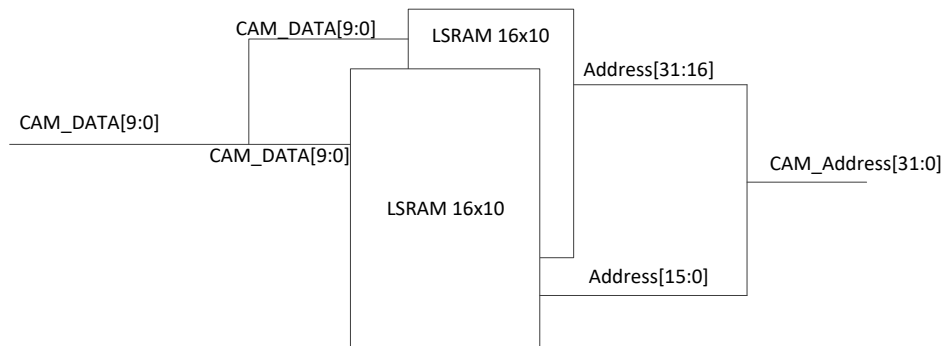 CAM_DATA[9:0]
LSRAM 16x10
Address[31:16]
CAM_DATA[9:0]
CAM_DATA[9:0]
CAM_Address[31:0]
LSRAM 16x10
Address[15:0]